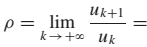 ρ = lim_{k→+∞} u_{k+1} / u_k